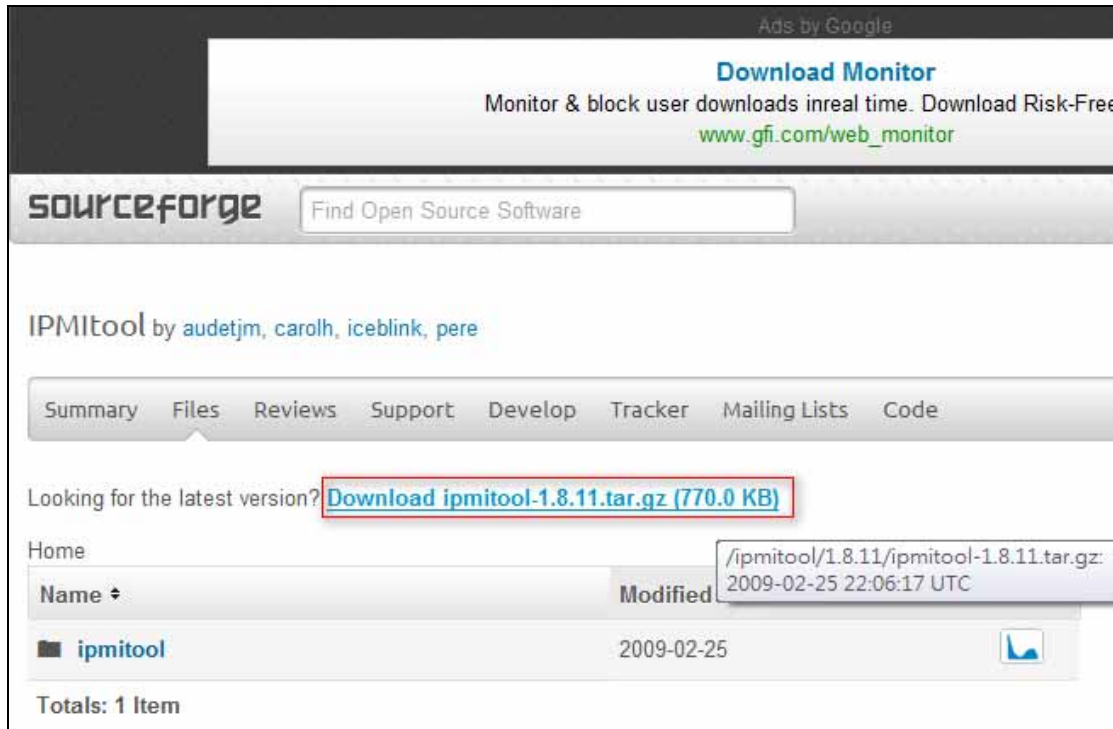 Ads by Google
Download Monitor
Monitor & block user downloads inreal time. Download Risk-Free
www.gfi.com/web_monitor
sourceforge
Find Open Source Software
IPMItool by audetjm, carolh, iceblink, pere
Summary Files Reviews Support Develop Tracker Mailing Lists Code
Looking for the latest version? Download ipmitool-1.8.11.tar.gz (770.0 KB)
/ipmitool/1.8.11/ipmitool-1.8.11.tar.gz:
2009-02-25 22:06:17 UTC
Home
Name Modified
ipmitool 2009-02-25
Totals: 1 Item